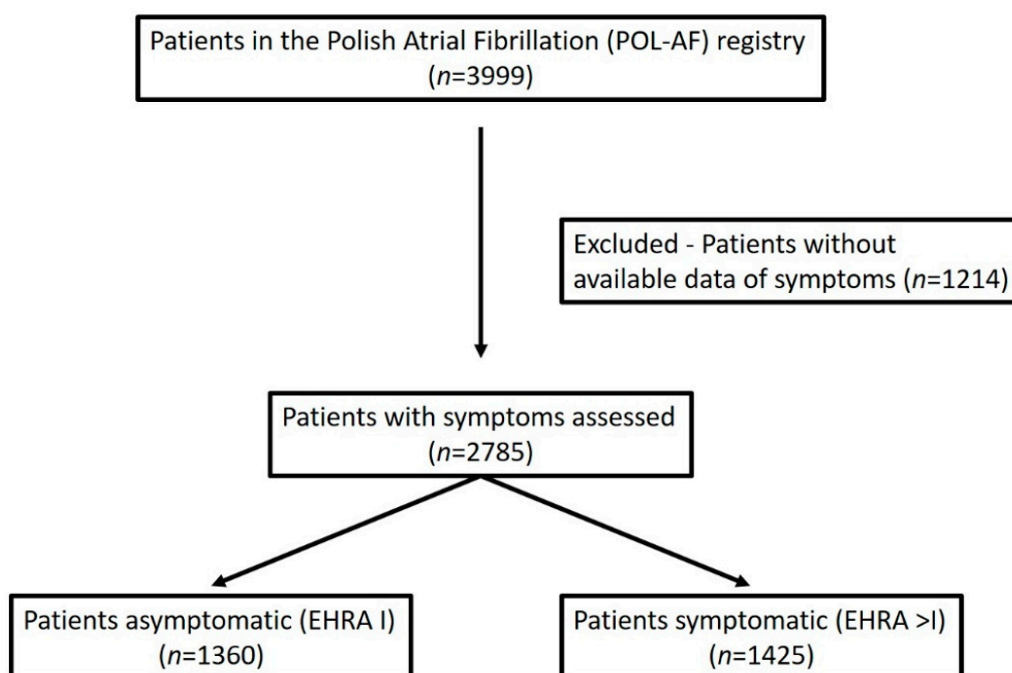 Patients in the Polish Atrial Fibrillation (POL-AF) registry
(n=3999)
Excluded - Patients without
available data of symptoms (n=1214)
Patients with symptoms assessed
(n=2785)
Patients asymptomatic (EHRA I)
(n=1360)
Patients symptomatic (EHRA >I)
(n=1425)